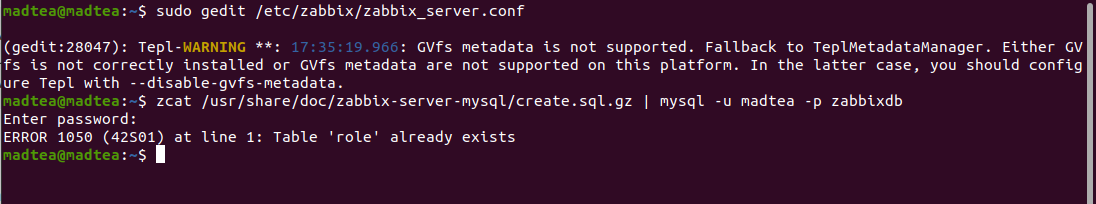 madtea@madtea:~$ sudo gedit /etc/zabbix/zabbix_server.conf
(gedit:28047): Tepl-WARNING **: 17:35:19.966: GVfs metadata is not supported. Fallback to TeplMetadataManager. Either GV
fs is not correctly installed or GVfs metadata are not supported on this platform. In the latter case, you should config
ure Tepl with --disable-gvfs-metadata.
madtea@madtea:~$ zcat /usr/share/doc/zabbix-server-mysql/create.sql.gz | mysql -u madtea -p zabbixdb
Enter password:
ERROR 1050 (42S01) at line 1: Table 'role' already exists
madtea@madtea:~$